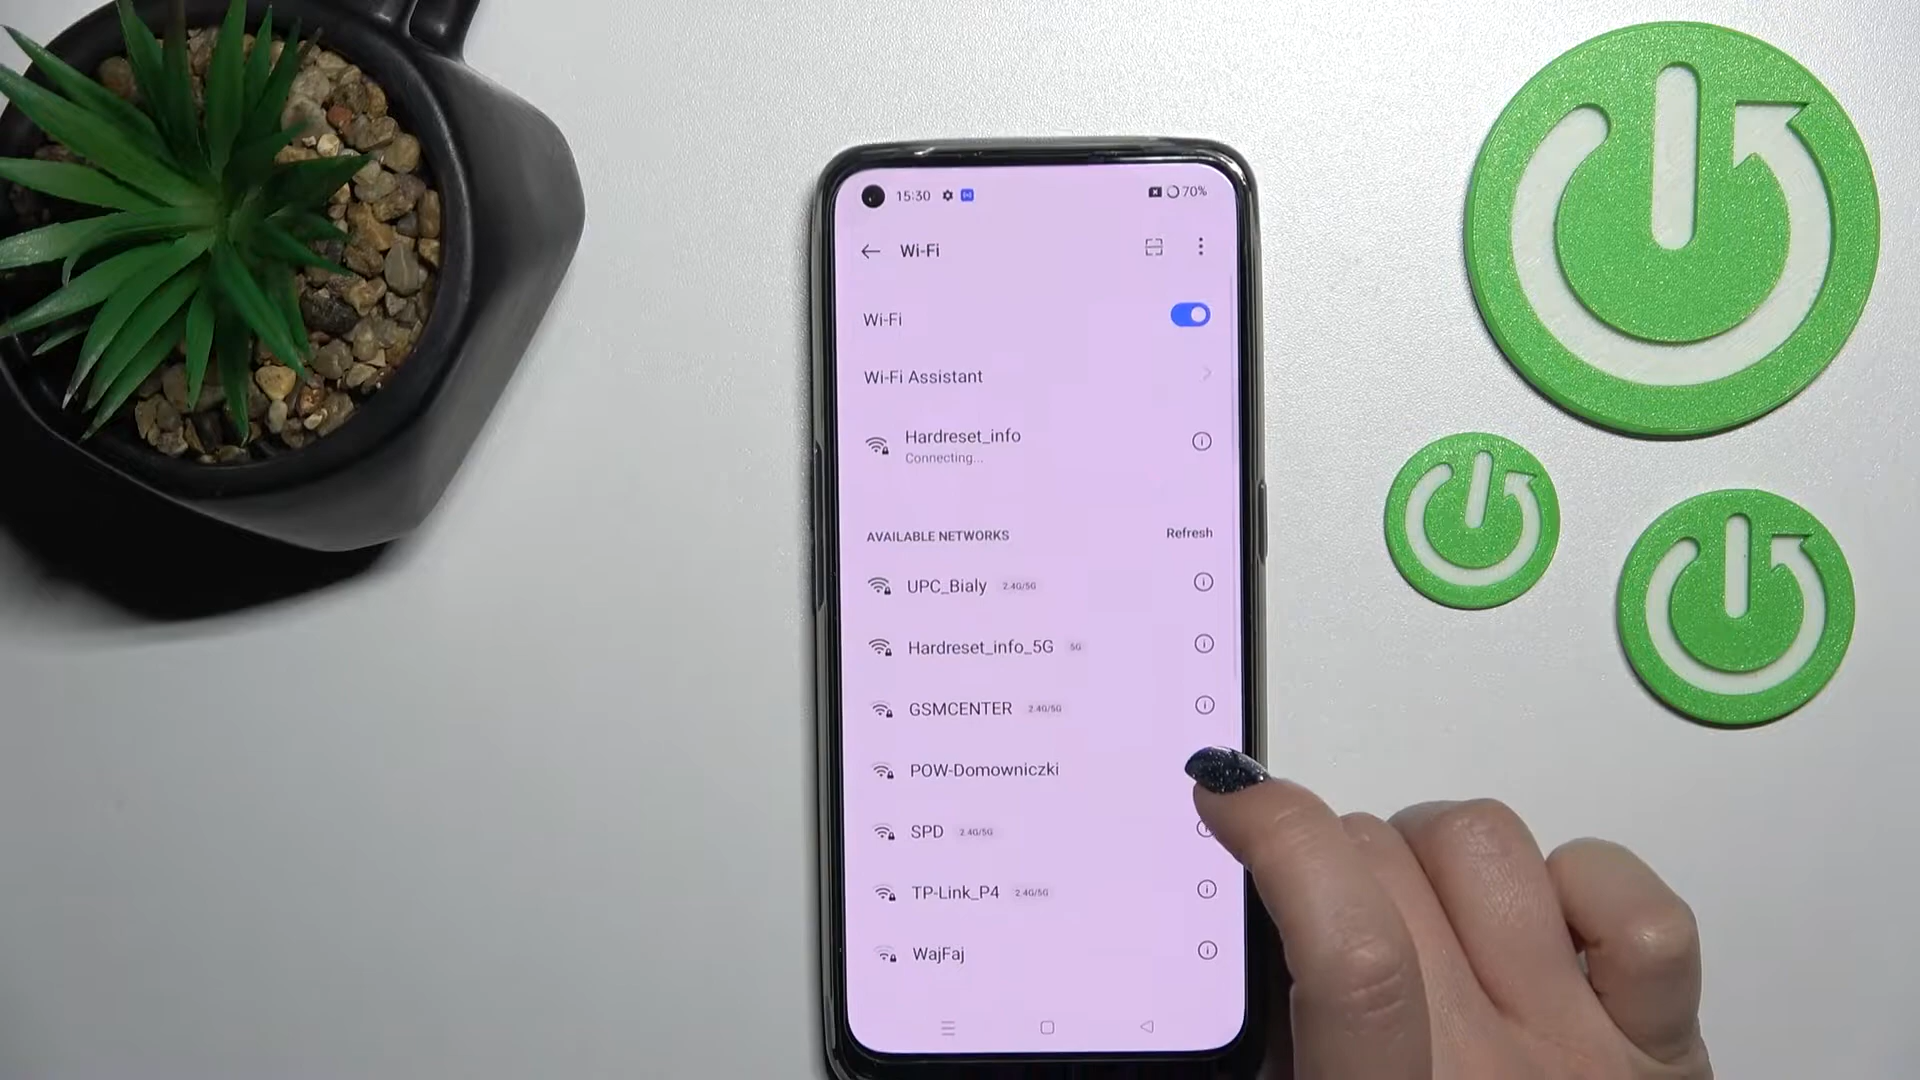 15:30
70%
Wi-Fi
Wi-Fi
Wi-Fi Assistant
Hardreset_info
Connecting...
AVAILABLE NETWORKS Refresh
UPC_Bialy 2.4G/5G
Hardreset_info_5G 5G
GSMCENTER 2.4G/5G
POW-Domowniczki
SPD 2.4G/5G
TP-Link_P4 2.4G/5G
WajFaj